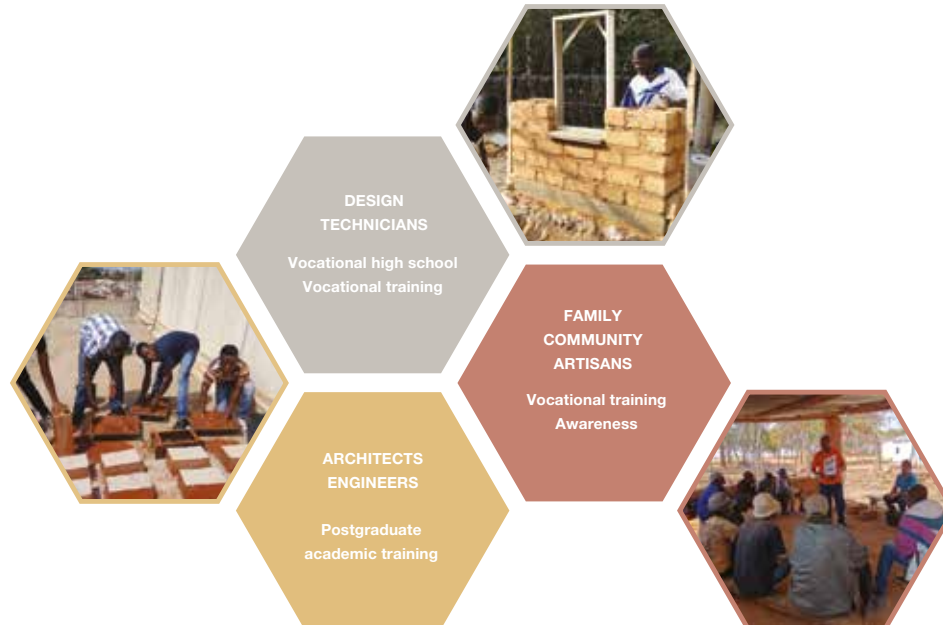 DESIGN
TECHNICIANS
Vocational high school
Vocational training
FAMILY
COMMUNITY
ARTISANS
Vocational training
Awareness
ARCHITECTS
ENGINEERS
Postgraduate
academic training